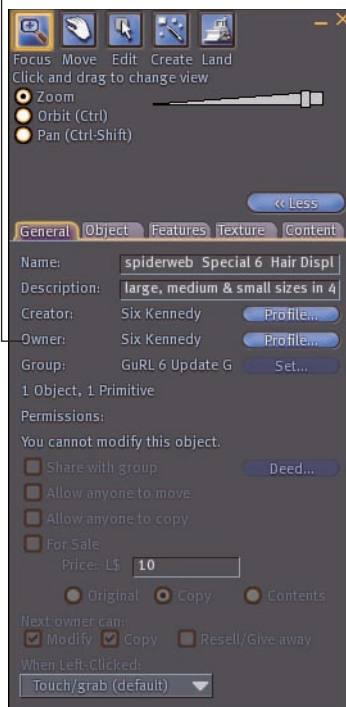 Focus Move Edit Create Land
Click and drag to change view
Zoom
Orbit (Ctrl)
Pan (Ctrl-Shift)
<< Less
General Object Features Texture Content
Name: spiderweb Special 6 Hair Displ
Description: large, medium & small sizes in 4
Creator: Six Kennedy Profile...
Owner: Six Kennedy Profile...
Group: GuRL 6 Update G Set...
1 Object, 1 Primitive
Permissions:
You cannot modify this object.
Share with group Deed...
Allow anyone to move
Allow anyone to copy
For Sale
Price: L$ 10
Original Copy Contents
Next owner can:
Modify Copy Resell/Give away
When Left-Clicked:
Touch/grab (default)